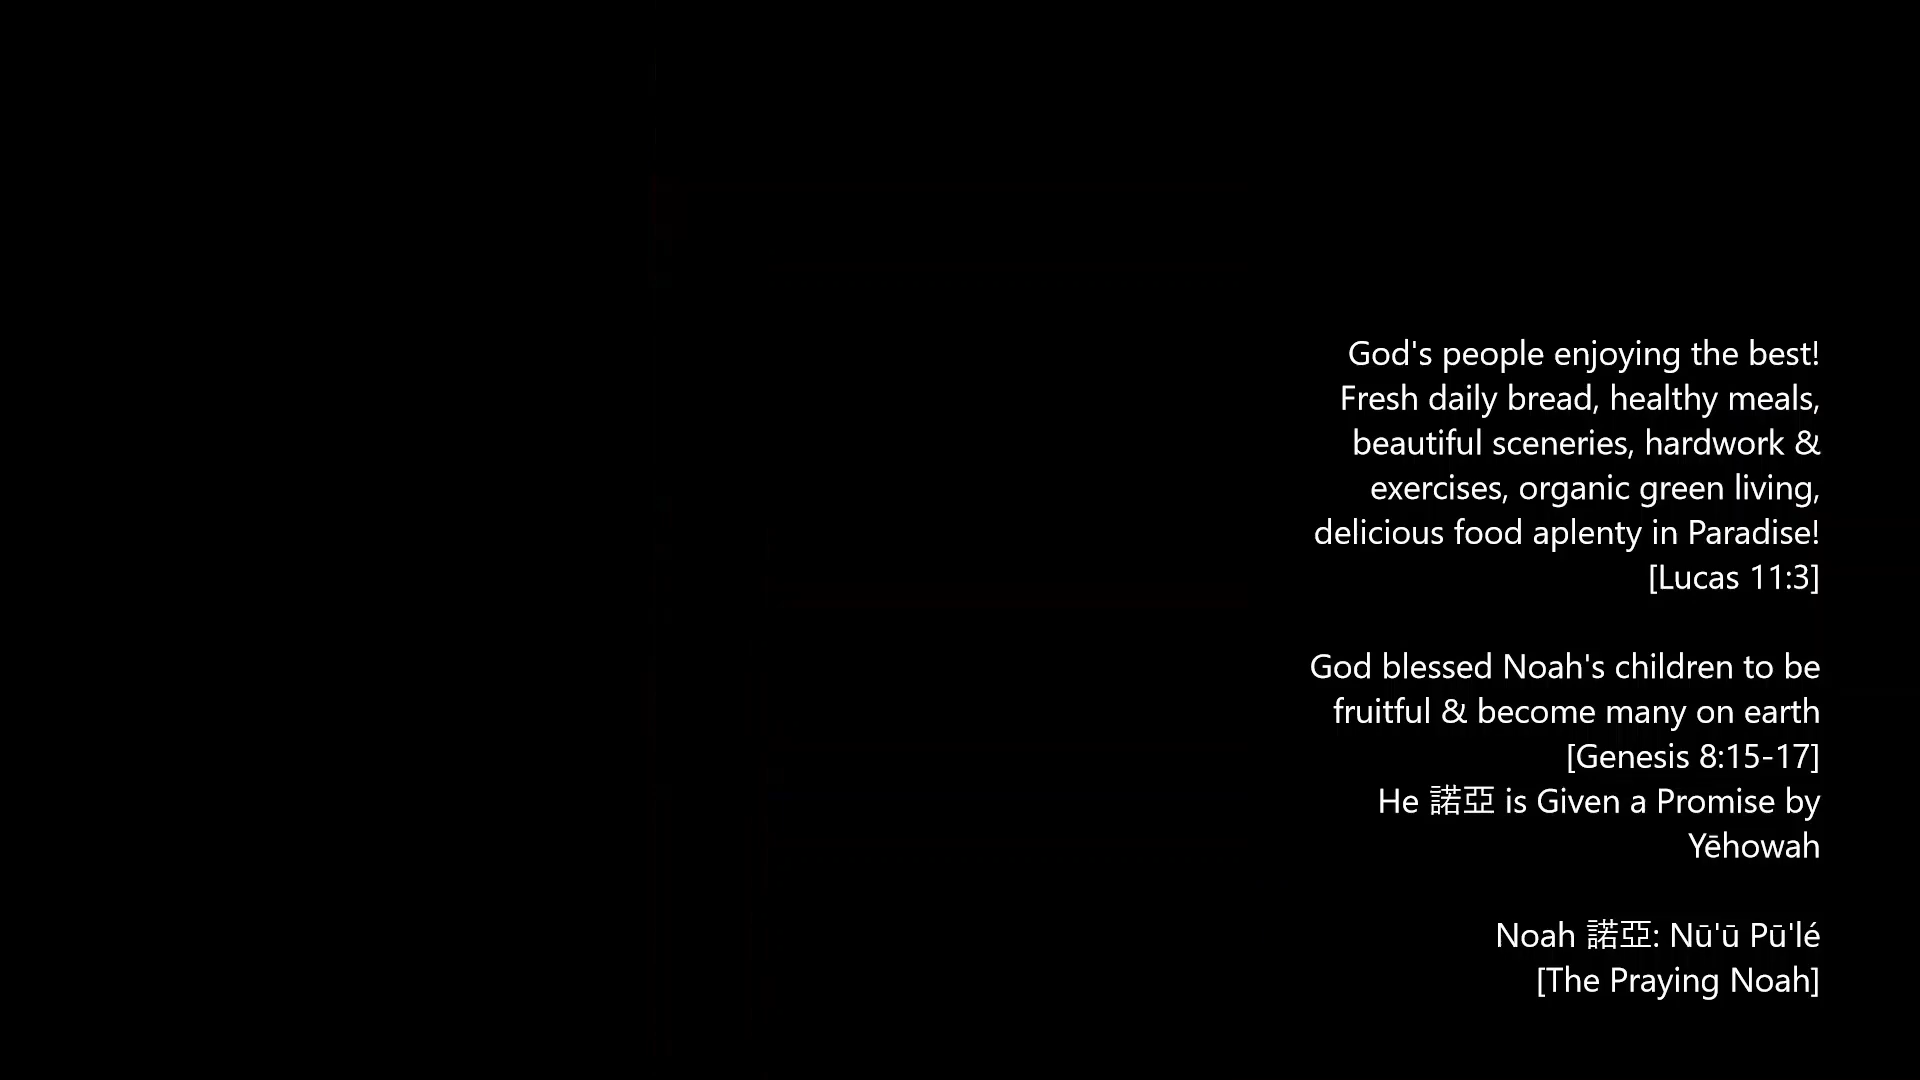 God's people enjoying the best!
Fresh daily bread, healthy meals,
beautiful sceneries, hardwork &
exercises, organic green living,
delicious food aplenty in Paradise!
[Lucas 11:3]
God blessed Noah's children to be
fruitful & become many on earth
[Genesis 8:15-17]
He 諾亞 is Given a Promise by
Yēhowah
Noah 諾亞: Nū'ū Pū'lé
[The Praying Noah]